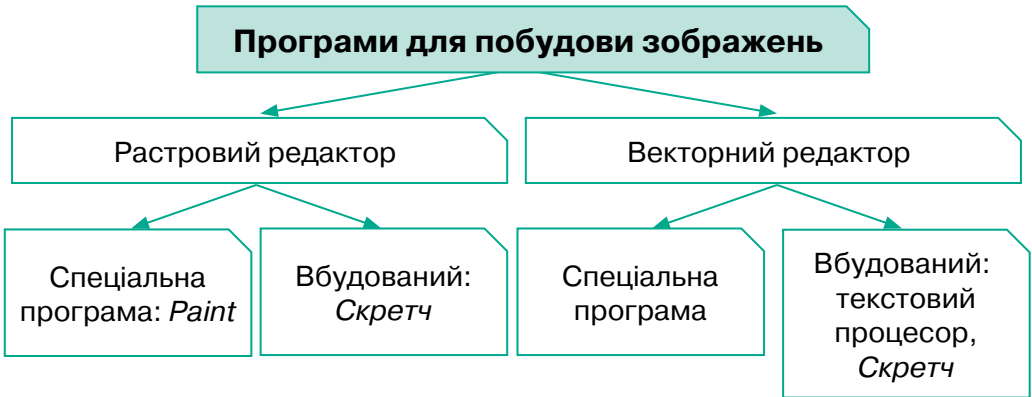 Програми для побудови зображень
Растровий редактор
Векторний редактор
Спеціальна
програма: Paint
Вбудований:
Скретч
Спеціальна
програма
Вбудований:
текстовий
процесор,
Скретч